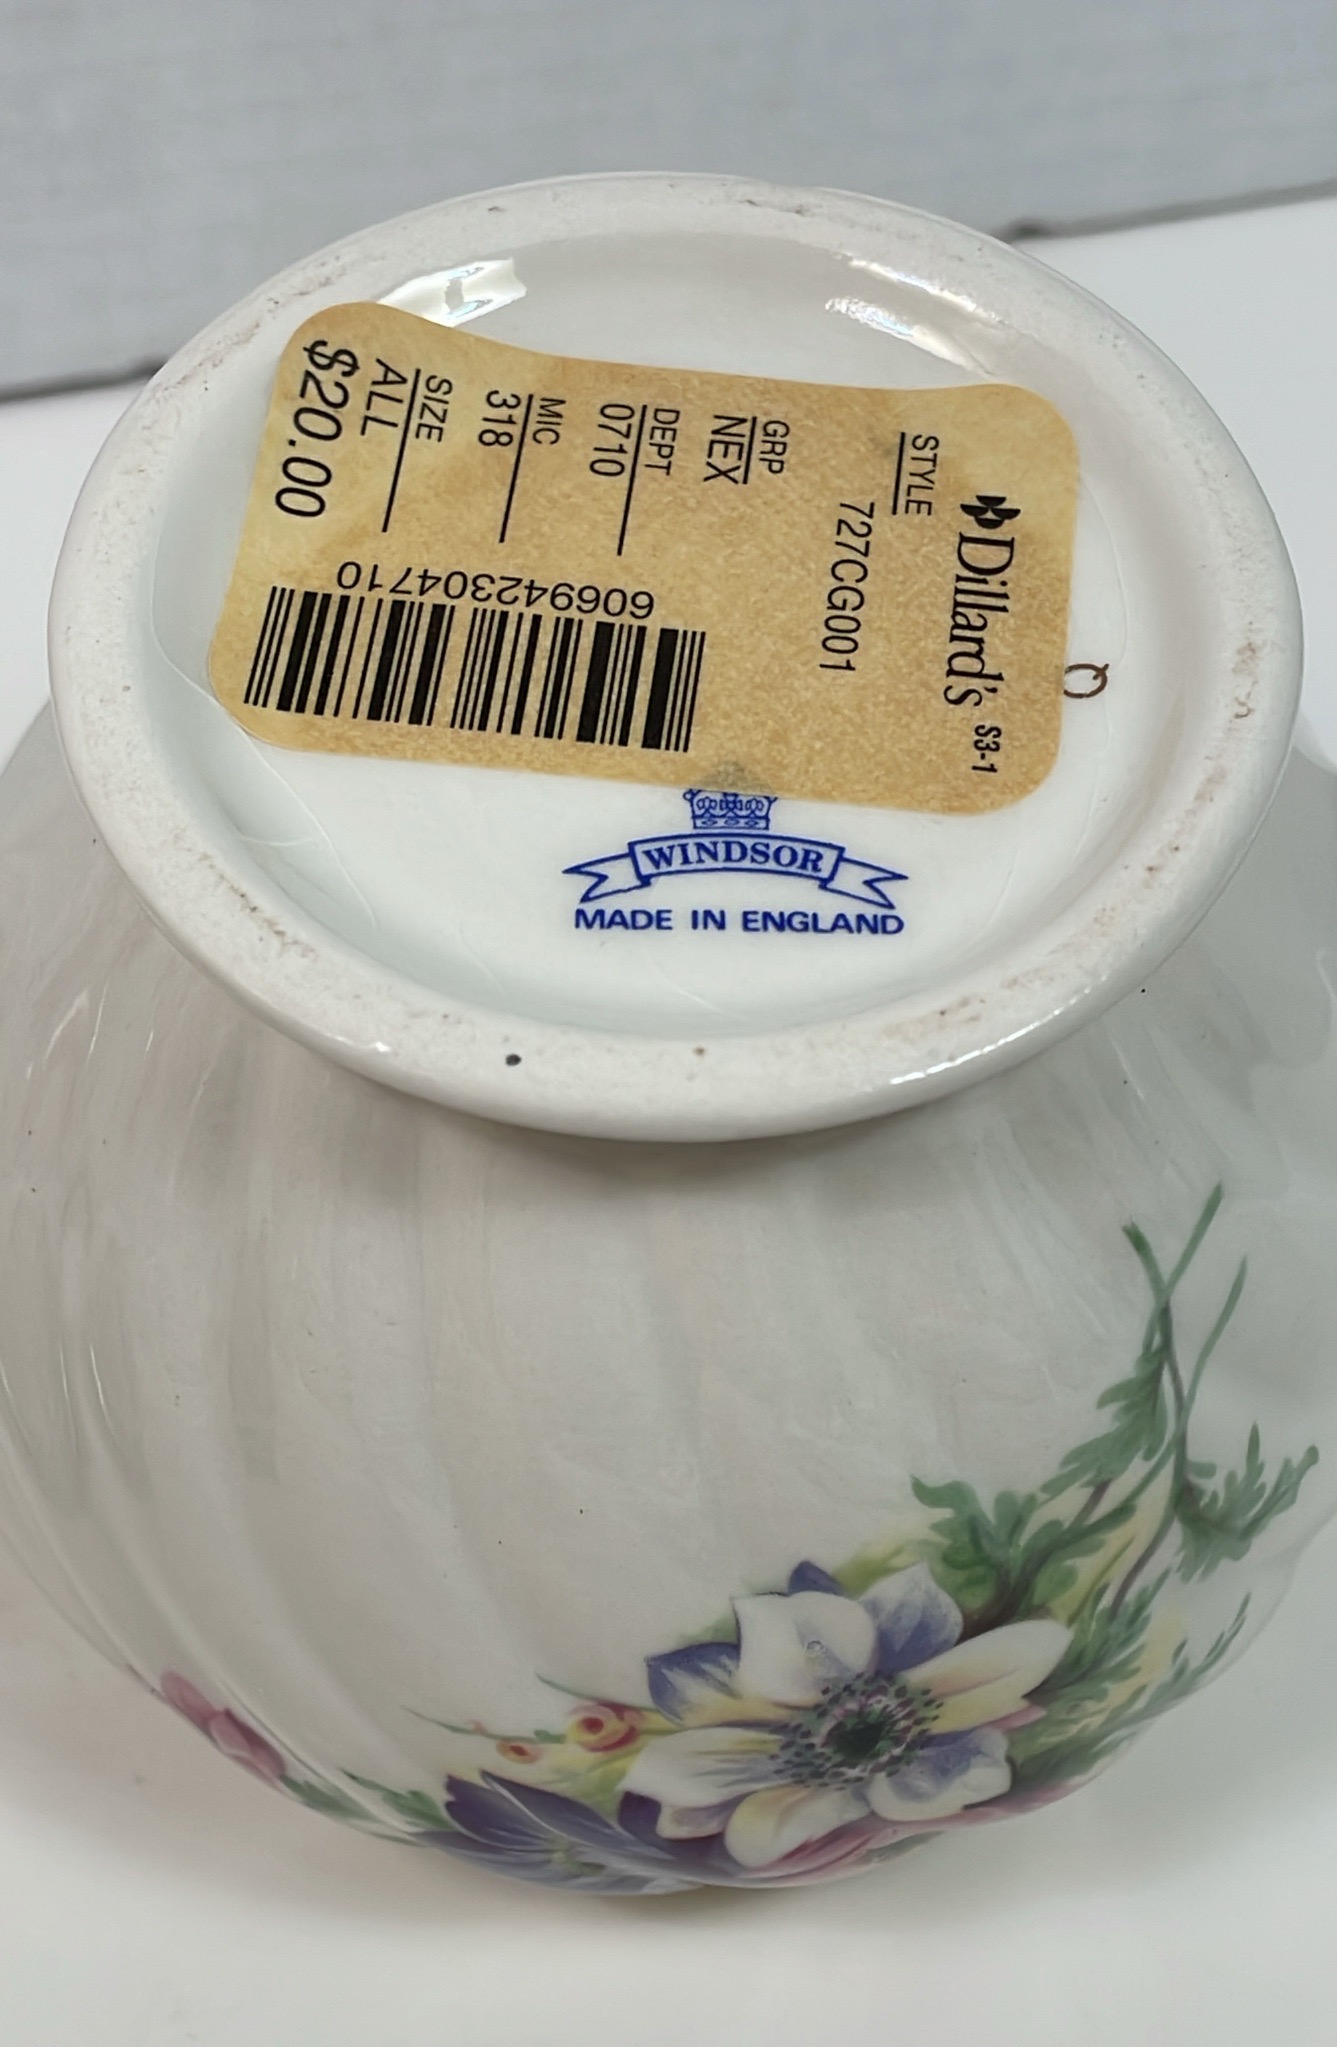 Dillard's S3-1
STYLE
727CG001
GRP
NEX
DEPT
0710
MIC
318
SIZE
ALL
$20.00
606942304710
WINDSOR
MADE IN ENGLAND